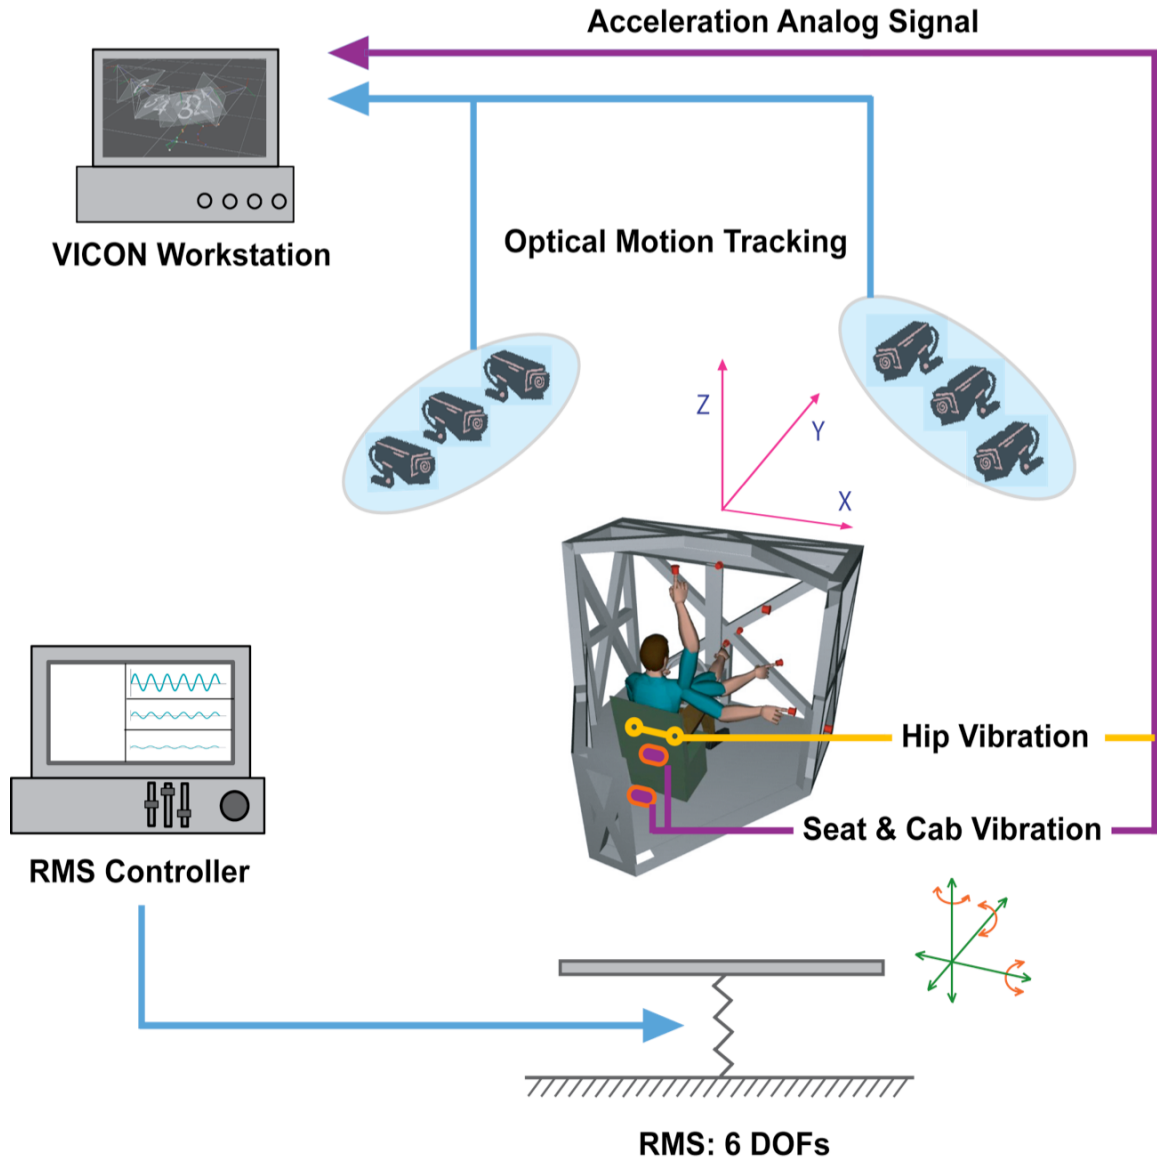 Acceleration Analog Signal
VICON Workstation
Optical Motion Tracking
Z
Y
X
Hip Vibration
Seat & Cab Vibration
RMS Controller
RMS: 6 DOFs